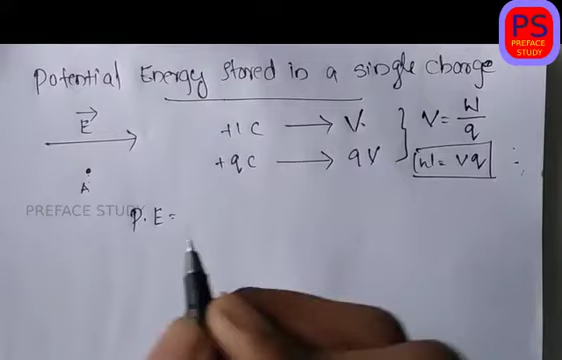 PS
PREFACE
STUDY
Potential Energy Stored in a single Charge
E
+1 C → V.
+q C → qV
V = W/q
W = Vq
A
PREFACE STUDY
P. E =